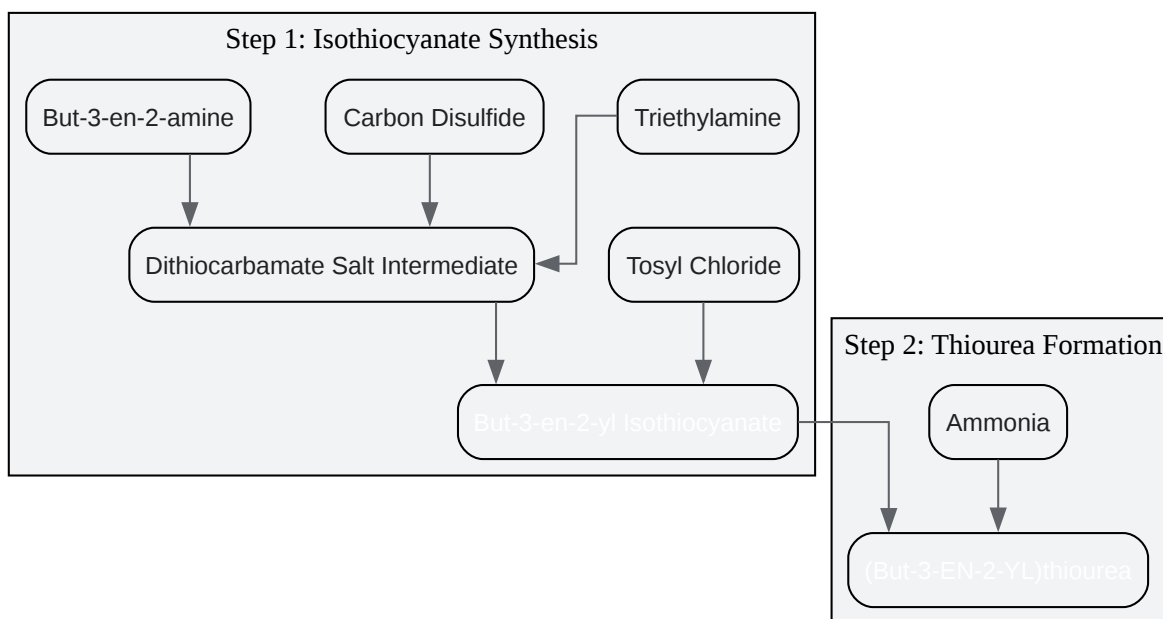 Step 1: Isothiocyanate Synthesis
But-3-en-2-amine
Carbon Disulfide
Triethylamine
Dithiocarbamate Salt Intermediate
Tosyl Chloride
But-3-en-2-yl Isothiocyanate
Step 2: Thiourea Formation
Ammonia
(But-3-EN-2-YL)thiourea